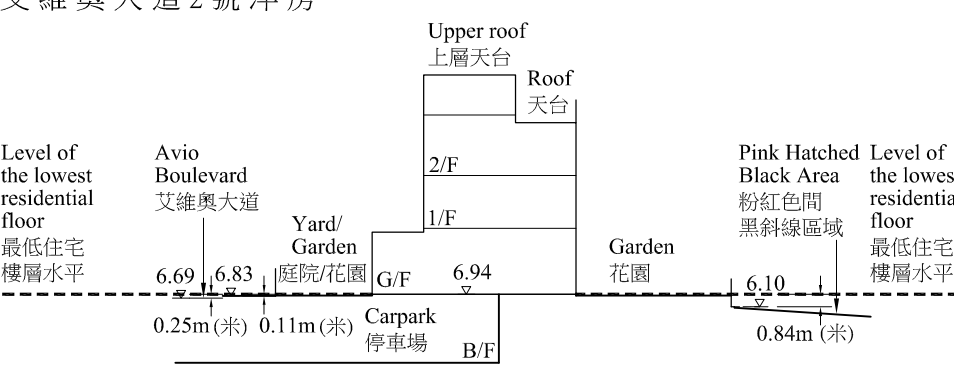 艾維奧大道2號洋房
Upper roof
上層天台
Roof
天台
Level of
the lowest
residential
floor
最低住宅
樓層水平
Avio
Boulevard
艾維奧大道
Yard/
Garden
庭院/花園
2/F
1/F
G/F
6.94
Garden
花園
Pink Hatched
Black Area
粉紅色間
黑斜線區域
Level of
the lowes
residentia
floor
最低住宅
樓層水平
6.69
6.83
6.10
0.25m (米)
0.11m (米)
Carpark
停車場
B/F
0.84m (米)